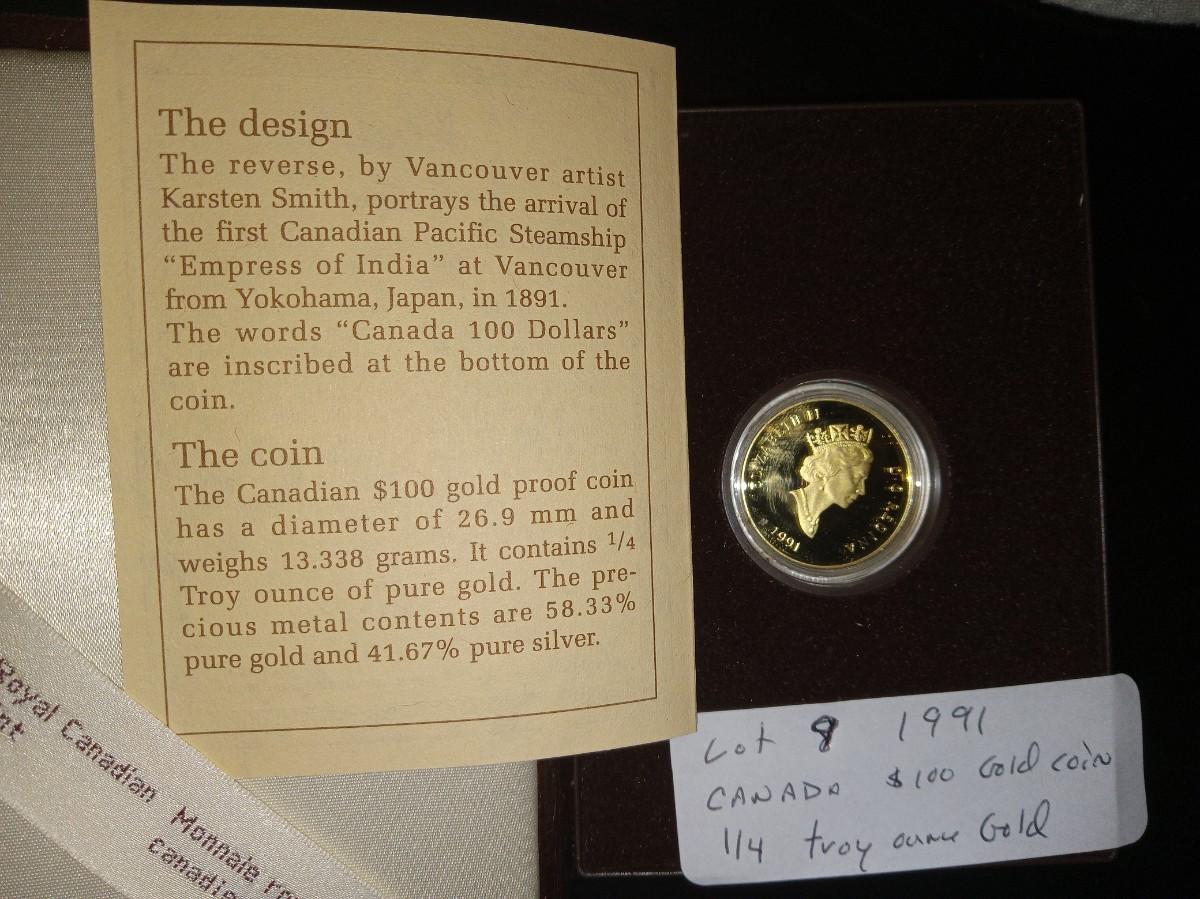 The design
The reverse, by Vancouver artist
Karsten Smith, portrays the arrival of
the first Canadian Pacific Steamship
“Empress of India” at Vancouver
from Yokohama, Japan, in 1891.
The words “Canada 100 Dollars”
are inscribed at the bottom of the
coin.
The coin
The Canadian $100 gold proof coin
has a diameter of 26.9 mm and
weighs 13.338 grams. It contains 1/4
Troy ounce of pure gold. The pre-
cious metal contents are 58.33%
pure gold and 41.67% pure silver.
Royal Canadian
Monnaie
ELIZABETH II
REGINA
1991
Lot 8 1991
CANADA $100 Gold coin
1/4 troy ounce Gold